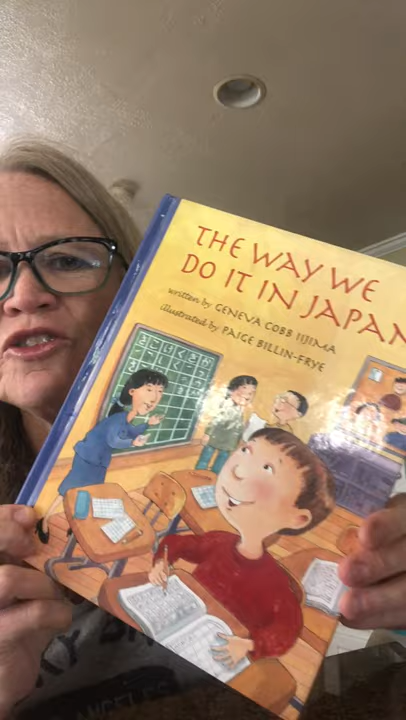 THE WAY WE
DO IT IN JAPAN
written by GENEVA COBB IIJIMA
illustrated by PAIGE BILLIN-FRYE